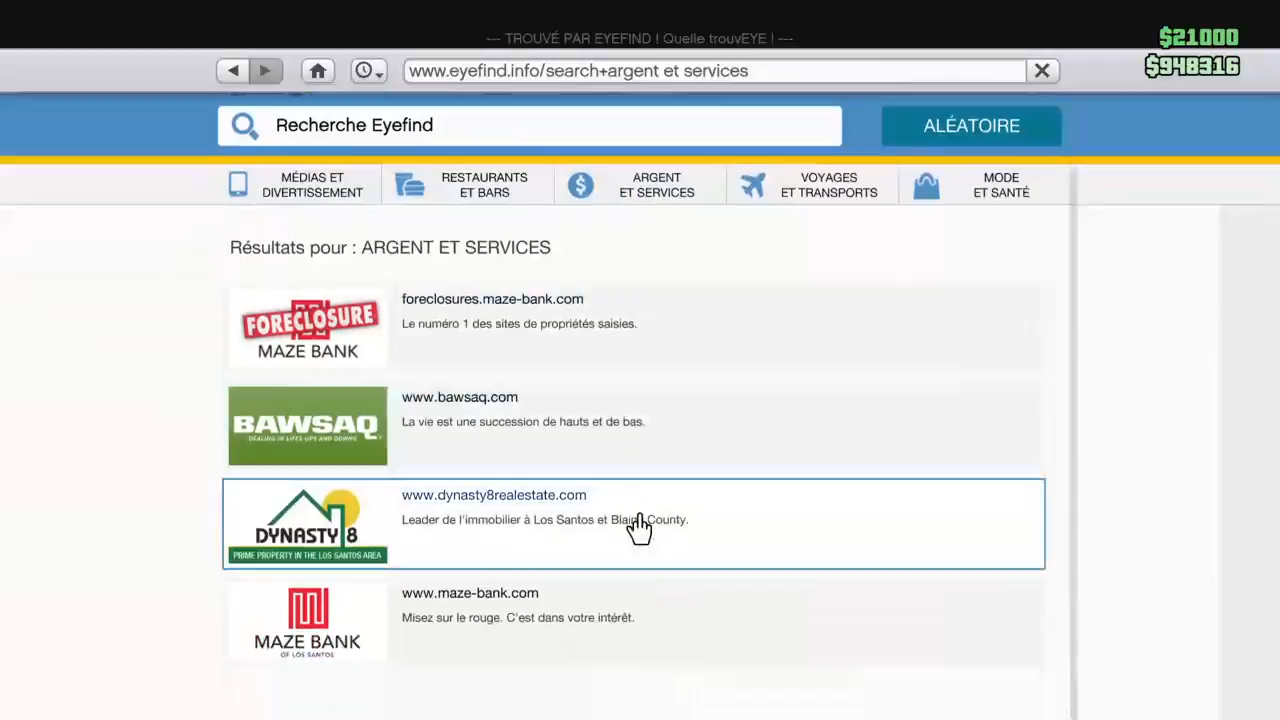 --- TROUVÉ PAR EYEFIND ! Quelle trouvEYE ! ---
$21000
$948316
www.eyefind.info/search+argent et services
Recherche Eyefind
ALÉATOIRE
MÉDIAS ET
DIVERTISSEMENT
RESTAURANTS
ET BARS
ARGENT
ET SERVICES
VOYAGES
ET TRANSPORTS
MODE
ET SANTÉ
Résultats pour : ARGENT ET SERVICES
FORECLOSURE
MAZE BANK
foreclosures.maze-bank.com
Le numéro 1 des sites de propriétés saisies.
BAWSAQ
DEALING IN LIFE'S UPS AND DOWNS
www.bawsaq.com
La vie est une succession de hauts et de bas.
DYNASTY 8
PRIME PROPERTY IN THE LOS SANTOS AREA
www.dynasty8realestate.com
Leader de l'immobilier à Los Santos et Blaine County.
MAZE BANK
OF LOS SANTOS
www.maze-bank.com
Misez sur le rouge. C'est dans votre intérêt.